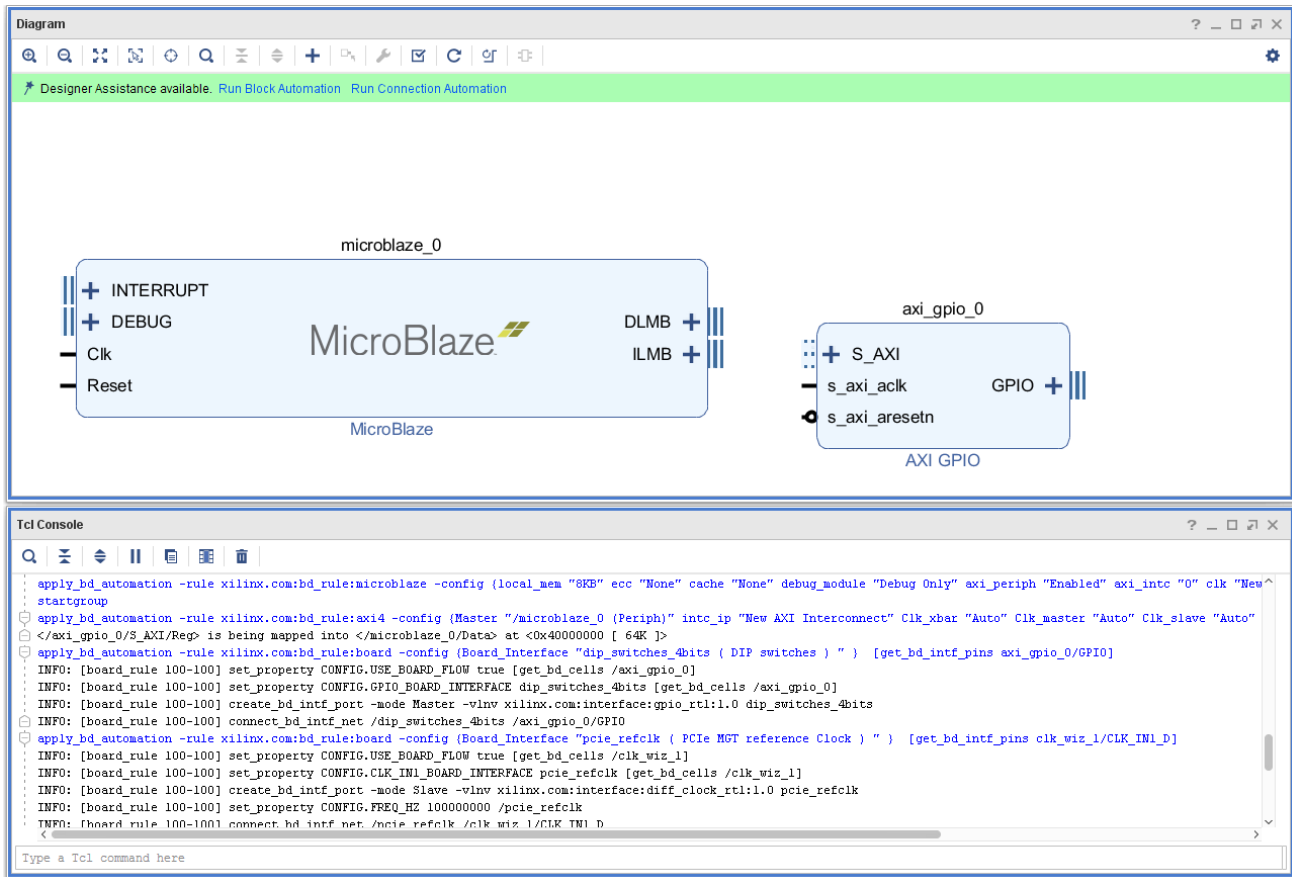 Diagram
Designer Assistance available. Run Block Automation Run Connection Automation
microblaze_0
INTERRUPT
DEBUG
Clk
Reset
MicroBlaze
DLMB
ILMB
MicroBlaze
axi_gpio_0
S_AXI
s_axi_aclk
s_axi_aresetn
GPIO
AXI GPIO
Tcl Console
apply_bd_automation -rule xilinx.com:bd_rule:microblaze -config {local_mem "8KB" ecc "None" cache "None" debug_module "Debug Only" axi_periph "Enabled" axi_intc "0" clk "New
startgroup
apply_bd_automation -rule xilinx.com:bd_rule:axi4 -config {Master "/microblaze_0 (Periph)" intc_ip "New AXI Interconnect" Clk_xbar "Auto" Clk_master "Auto" Clk_slave "Auto"
</axi_gpio_0/S_AXI/Reg> is being mapped into </microblaze_0/Data> at <0x40000000 [ 64K ]>
apply_bd_automation -rule xilinx.com:bd_rule:board -config {Board_Interface "dip_switches_4bits ( DIP switches ) " } [get_bd_intf_pins axi_gpio_0/GPIO]
INFO: [board_rule 100-100] set_property CONFIG.USE_BOARD_FLOW true [get_bd_cells /axi_gpio_0]
INFO: [board_rule 100-100] set_property CONFIG.GPIO_BOARD_INTERFACE dip_switches_4bits [get_bd_cells /axi_gpio_0]
INFO: [board_rule 100-100] create_bd_intf_port -mode Master -vlnv xilinx.com:interface:gpio_rtl:1.0 dip_switches_4bits
INFO: [board_rule 100-100] connect_bd_intf_net /dip_switches_4bits /axi_gpio_0/GPIO
apply_bd_automation -rule xilinx.com:bd_rule:board -config {Board_Interface "pcie_refclk ( PCIe MGT reference Clock ) " } [get_bd_intf_pins clk_wiz_1/CLK_IN1_D]
INFO: [board_rule 100-100] set_property CONFIG.USE_BOARD_FLOW true [get_bd_cells /clk_wiz_1]
INFO: [board_rule 100-100] set_property CONFIG.CLK_IN1_BOARD_INTERFACE pcie_refclk [get_bd_cells /clk_wiz_1]
INFO: [board_rule 100-100] create_bd_intf_port -mode Slave -vlnv xilinx.com:interface:diff_clock_rtl:1.0 pcie_refclk
INFO: [board_rule 100-100] set_property CONFIG.FREQ_HZ 100000000 /pcie_refclk
INFO: [board_rule 100-100] connect_bd_intf_net /pcie_refclk /clk_wiz_1/CLK_IN1_D
Type a Tcl command here